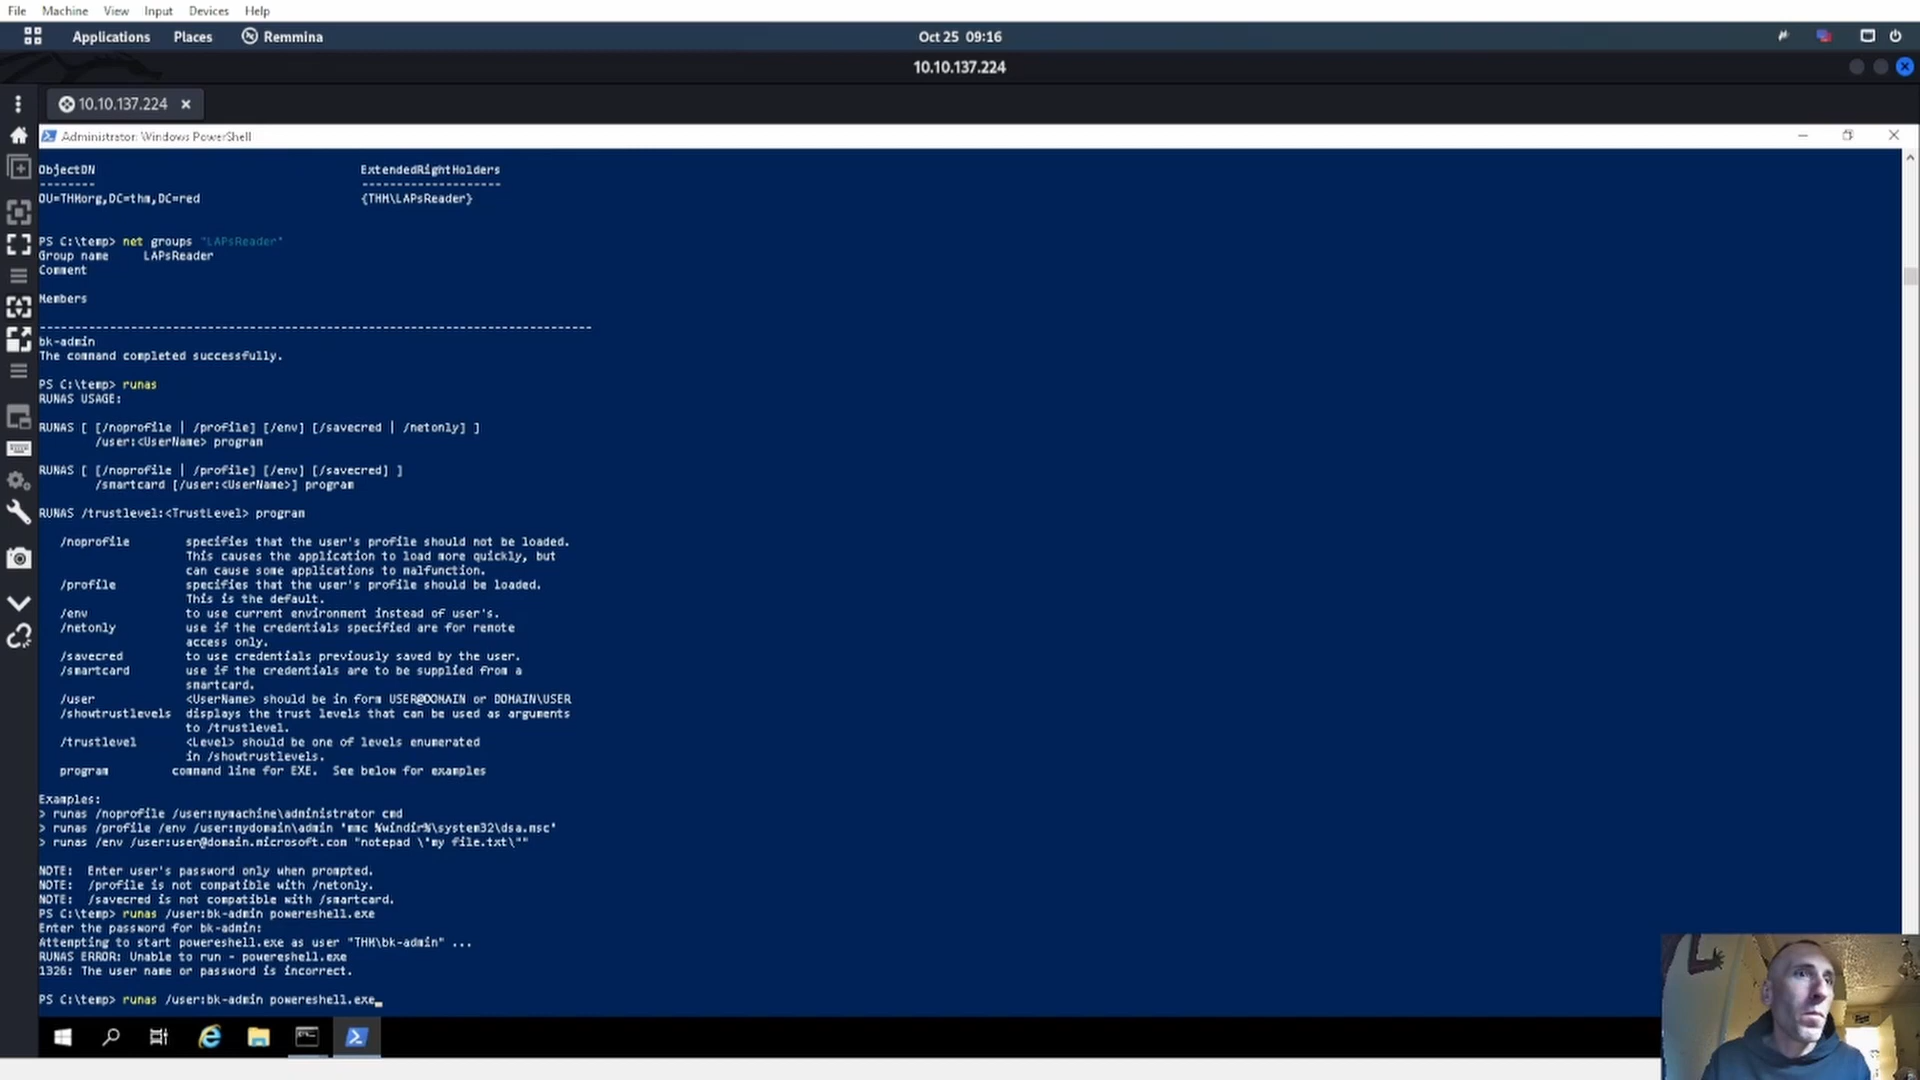 File Machine View Input Devices Help
Applications Places Remmina Oct 25 09:16
10.10.137.224
10.10.137.224
Administrator: Windows PowerShell
ObjectDN ExtendedRightHolders
-------- --------------------
OU=THMorg,DC=thm,DC=red {THM\LAPsReader}
PS C:\temp> net groups "LAPsReader"
Group name LAPsReader
Comment
Members
-------------------------------------------------------------------------------
bk-admin
The command completed successfully.
PS C:\temp> runas
RUNAS USAGE:
RUNAS [ [/noprofile | /profile] [/env] [/savecred | /netonly] ]
/user:<UserName> program
RUNAS [ [/noprofile | /profile] [/env] [/savecred] ]
/smartcard [/user:<UserName>] program
RUNAS /trustlevel:<TrustLevel> program
/noprofile specifies that the user's profile should not be loaded.
This causes the application to load more quickly, but
can cause some applications to malfunction.
/profile specifies that the user's profile should be loaded.
This is the default.
/env to use current environment instead of user's.
/netonly use if the credentials specified are for remote
access only.
/savecred to use credentials previously saved by the user.
/smartcard use if the credentials are to be supplied from a
smartcard.
/user <UserName> should be in form USER@DOMAIN or DOMAIN\USER
/showtrustlevels displays the trust levels that can be used as arguments
to /trustlevel.
/trustlevel <Level> should be one of levels enumerated
in /showtrustlevels.
program command line for EXE. See below for examples
Examples:
> runas /noprofile /user:mymachine\administrator cmd
> runas /profile /env /user:mydomain\admin "mmc %windir%\system32\dsa.msc"
> runas /env /user:user@domain.microsoft.com "notepad \"my file.txt\""
NOTE: Enter user's password only when prompted.
NOTE: /profile is not compatible with /netonly.
NOTE: /savecred is not compatible with /smartcard.
PS C:\temp> runas /user:bk-admin powereshell.exe
Enter the password for bk-admin:
Attempting to start powereshell.exe as user "THM\bk-admin" ...
RUNAS ERROR: Unable to run - powereshell.exe
1326: The user name or password is incorrect.
PS C:\temp> runas /user:bk-admin powereshell.exe